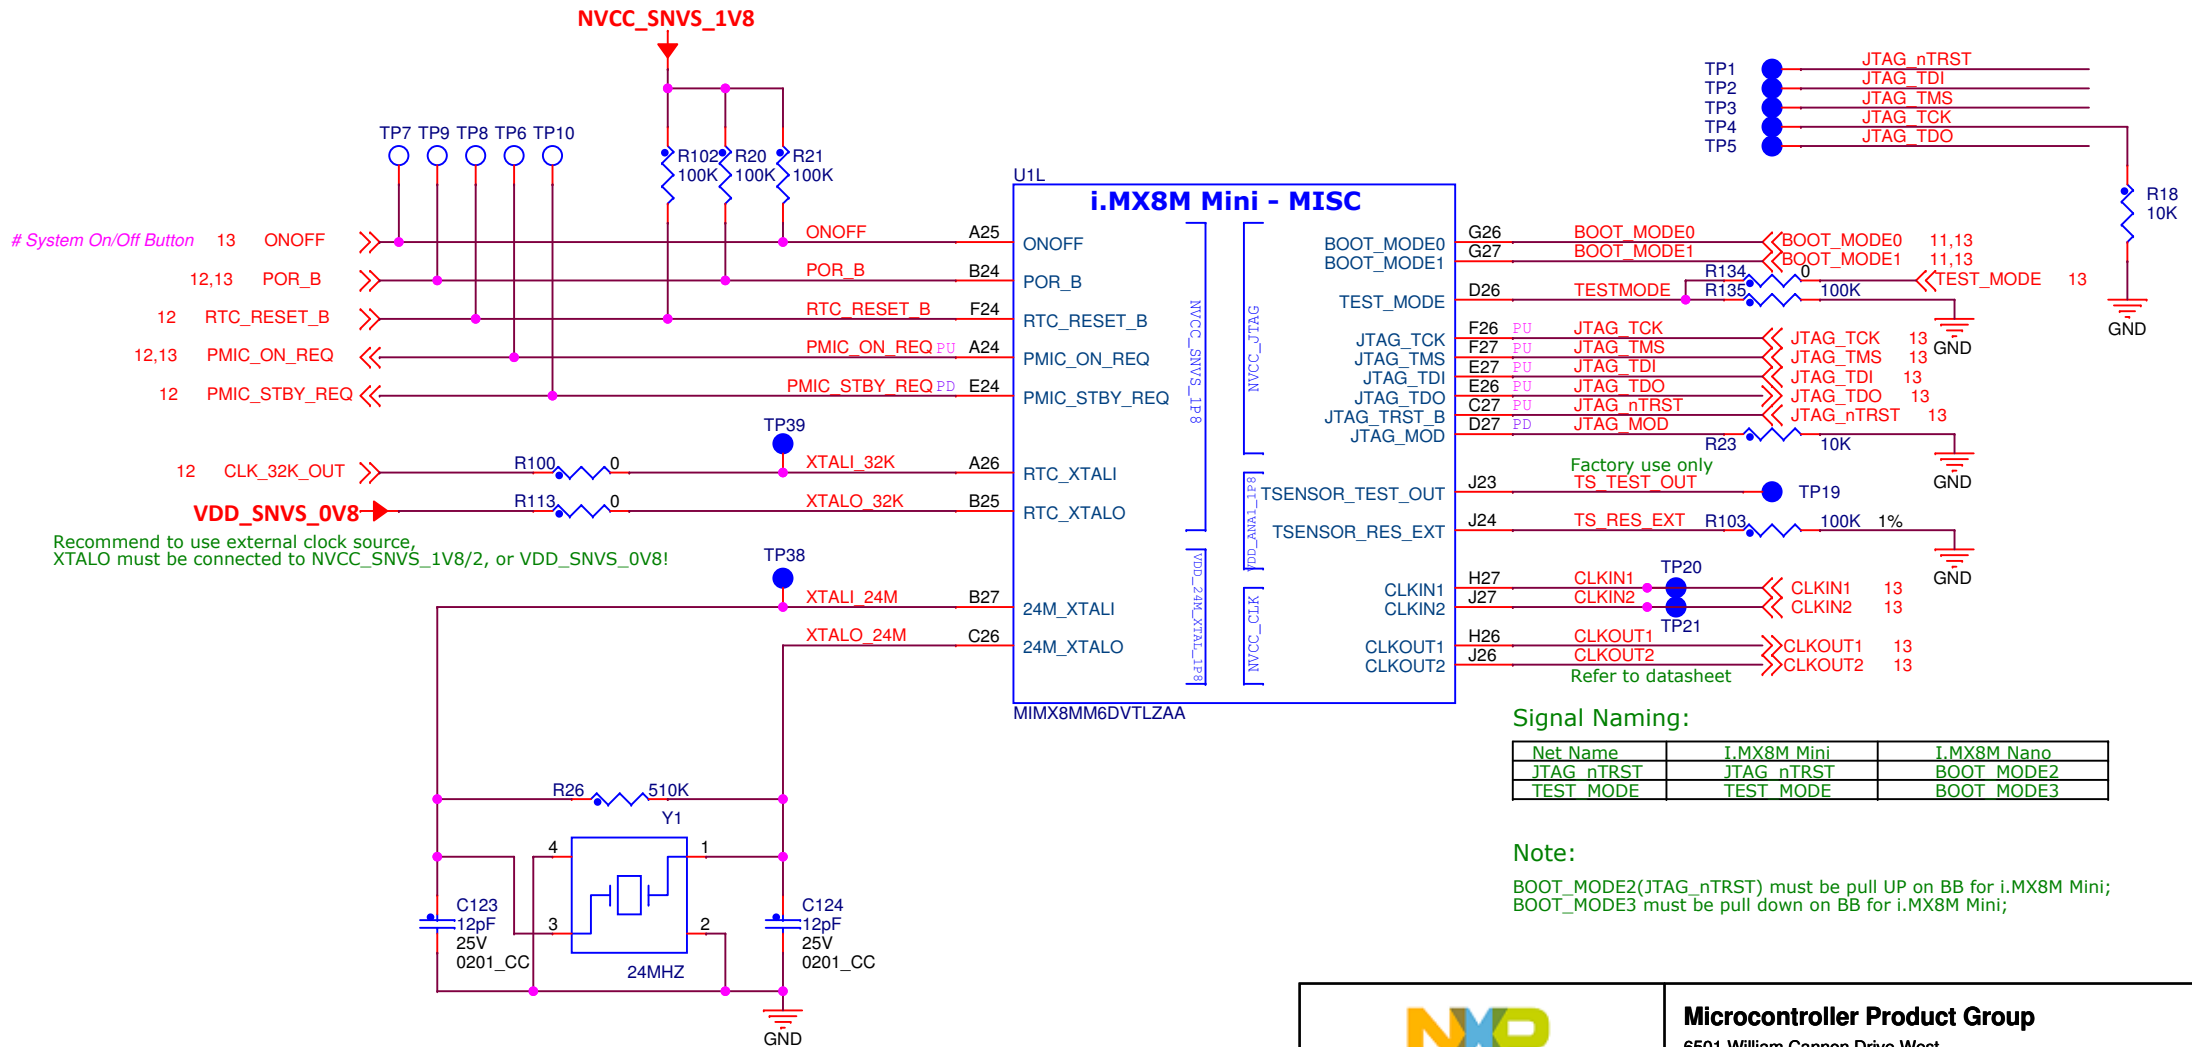 NVCC_SNVS_1V8
TP7 TP9 TP8 TP6 TP10
R102 R20 R21
100K 100K 100K
TP1 JTAG_nTRST
TP2 JTAG_TDI
TP3 JTAG_TMS
TP4 JTAG_TCK
TP5 JTAG_TDO
R18
10K
GND
U1L
i.MX8M Mini - MISC
# System On/Off Button 13 ONOFF ONOFF A25 ONOFF
12,13 POR_B POR_B B24 POR_B
12 RTC_RESET_B RTC_RESET_B F24 RTC_RESET_B
12,13 PMIC_ON_REQ PMIC_ON_REQ PU A24 PMIC_ON_REQ
12 PMIC_STBY_REQ PMIC_STBY_REQ PD E24 PMIC_STBY_REQ
TP39
12 CLK_32K_OUT R100 0 XTALI_32K A26 RTC_XTALI
VDD_SNVS_0V8 R113 0 XTALO_32K B25 RTC_XTALO
Recommend to use external clock source,
XTALO must be connected to NVCC_SNVS_1V8/2, or VDD_SNVS_0V8!
TP38
XTALI_24M B27 24M_XTALI
XTALO_24M C26 24M_XTALO
NVCC_SNVS_1P8
VDD_24M_XTAL_1P8
NVCC_JTAG
VDD_ANA1_1P8
NVCC_CLK
BOOT_MODE0 G26 BOOT_MODE0 BOOT_MODE0 11,13
BOOT_MODE1 G27 BOOT_MODE1 BOOT_MODE1 11,13
R134 0 TEST_MODE 13
TEST_MODE D26 TESTMODE R135 100K
GND
JTAG_TCK F26 PU JTAG_TCK JTAG_TCK 13
JTAG_TMS F27 PU JTAG_TMS JTAG_TMS 13
JTAG_TDI E27 PU JTAG_TDI JTAG_TDI 13
JTAG_TDO E26 PU JTAG_TDO JTAG_TDO 13
JTAG_TRST_B C27 PU JTAG_nTRST JTAG_nTRST 13
JTAG_MOD D27 PD JTAG_MOD R23 10K
GND
Factory use only
TSENSOR_TEST_OUT J23 TS_TEST_OUT TP19
TSENSOR_RES_EXT J24 TS_RES_EXT R103 100K 1%
GND
TP20
CLKIN1 H27 CLKIN1 CLKIN1 13
CLKIN2 J27 CLKIN2 CLKIN2 13
TP21
CLKOUT1 H26 CLKOUT1 CLKOUT1 13
CLKOUT2 J26 CLKOUT2 CLKOUT2 13
Refer to datasheet
MIMX8MM6DVTLZAA
Signal Naming:
Net Name I.MX8M Mini I.MX8M Nano
JTAG_nTRST JTAG_nTRST BOOT_MODE2
TEST_MODE TEST_MODE BOOT_MODE3
R26 510K
Y1
4 1
3 2
24MHZ
C123
12pF
25V
0201_CC
C124
12pF
25V
0201_CC
GND
Note:
BOOT_MODE2(JTAG_nTRST) must be pull UP on BB for i.MX8M Mini;
BOOT_MODE3 must be pull down on BB for i.MX8M Mini;
NXP
Microcontroller Product Group
6501 William Cannon Drive West